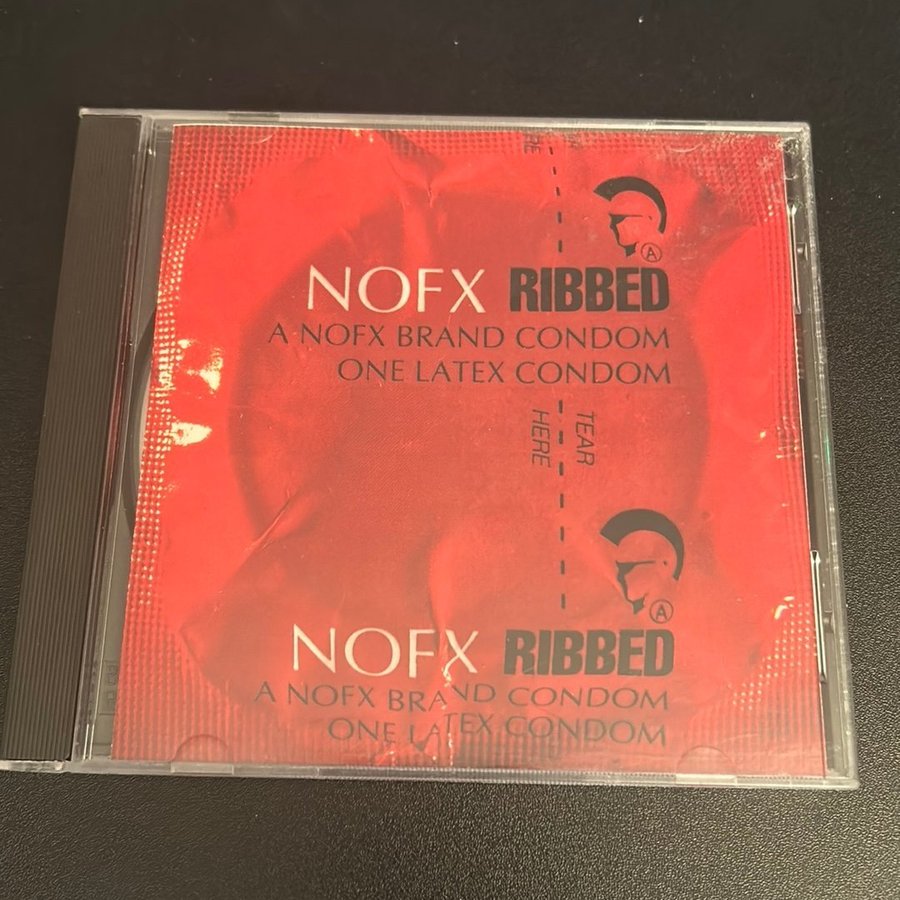 NOFX RIBBED
A NOFX BRAND CONDOM
ONE LATEX CONDOM
TEAR
HERE
A
NOFX RIBBED
A NOFX BRAND CONDOM
ONE LATEX CONDOM
A